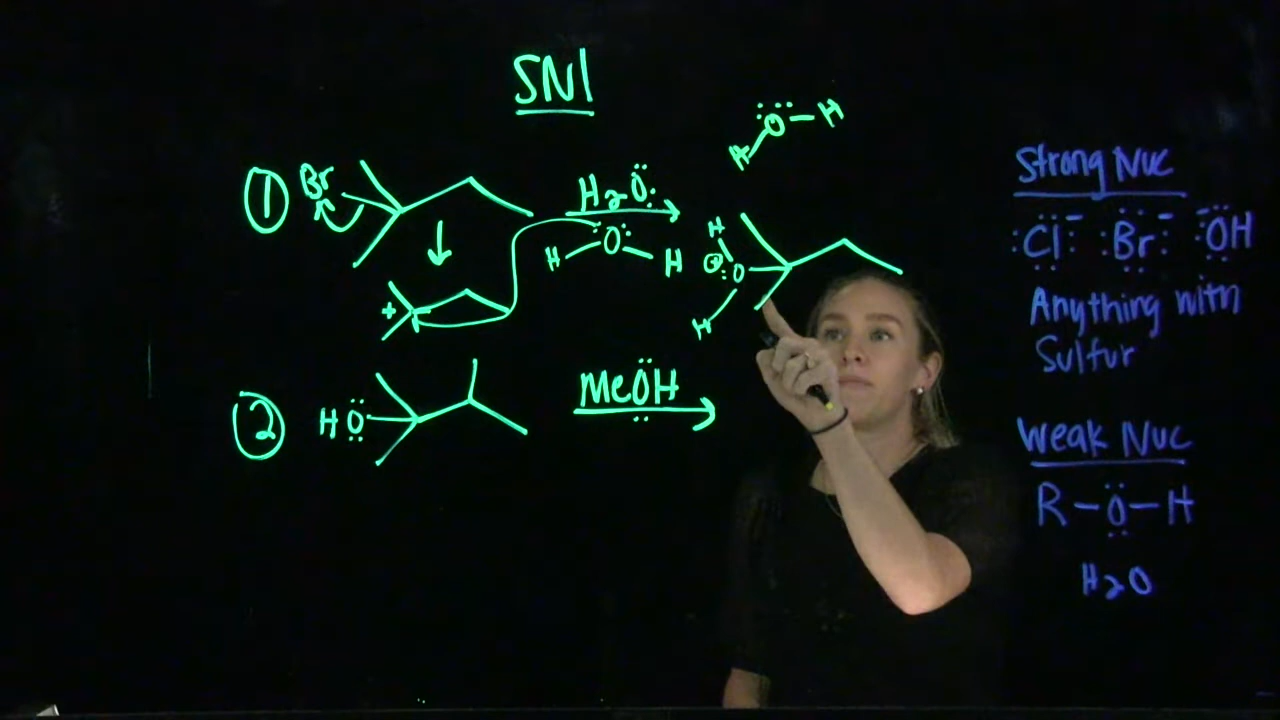 SN1
Ö–H
H
① Br
H₂Ö:
H O H
H
⊕ :O
H
+
② HÖ
MeÖH
Strong Nuc
:Cl:⁻ :Br:⁻ ⁻:ÖH
Anything with
Sulfur
Weak Nuc
R–Ö–H
H₂O